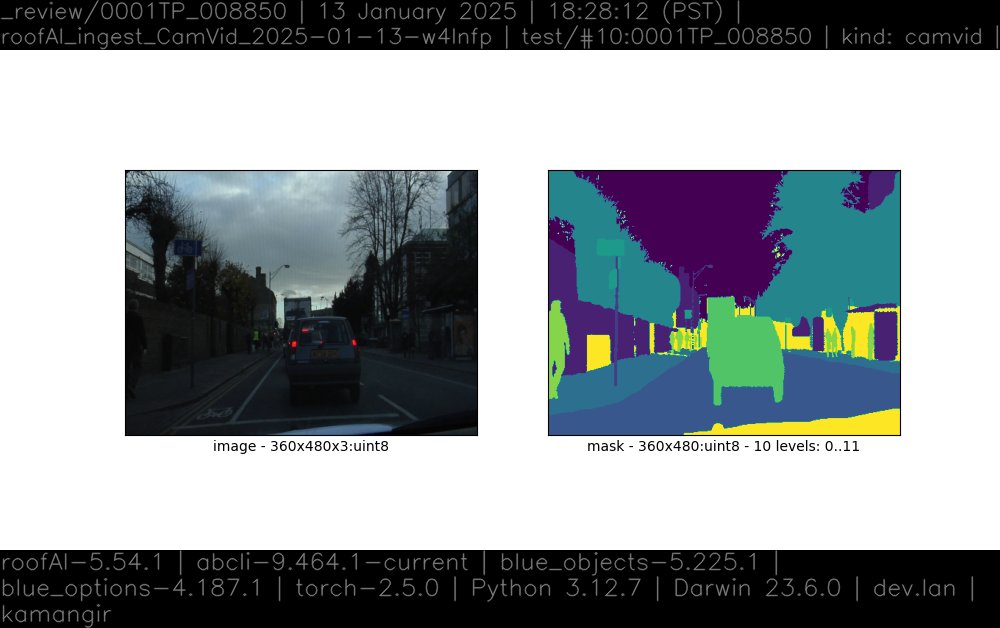 _review/0001TP_008850 | 13 January 2025 | 18:28:12 (PST) |
roofAI_ingest_CamVid_2025-01-13-w4lnfp | test/#10:0001TP_008850 | kind: camvid |
image - 360x480x3:uint8
mask - 360x480:uint8 - 10 levels: 0..11
roofAI-5.54.1 | abcli-9.464.1-current | blue_objects-5.225.1 |
blue_options-4.187.1 | torch-2.5.0 | Python 3.12.7 | Darwin 23.6.0 | dev.lan |
kamangir